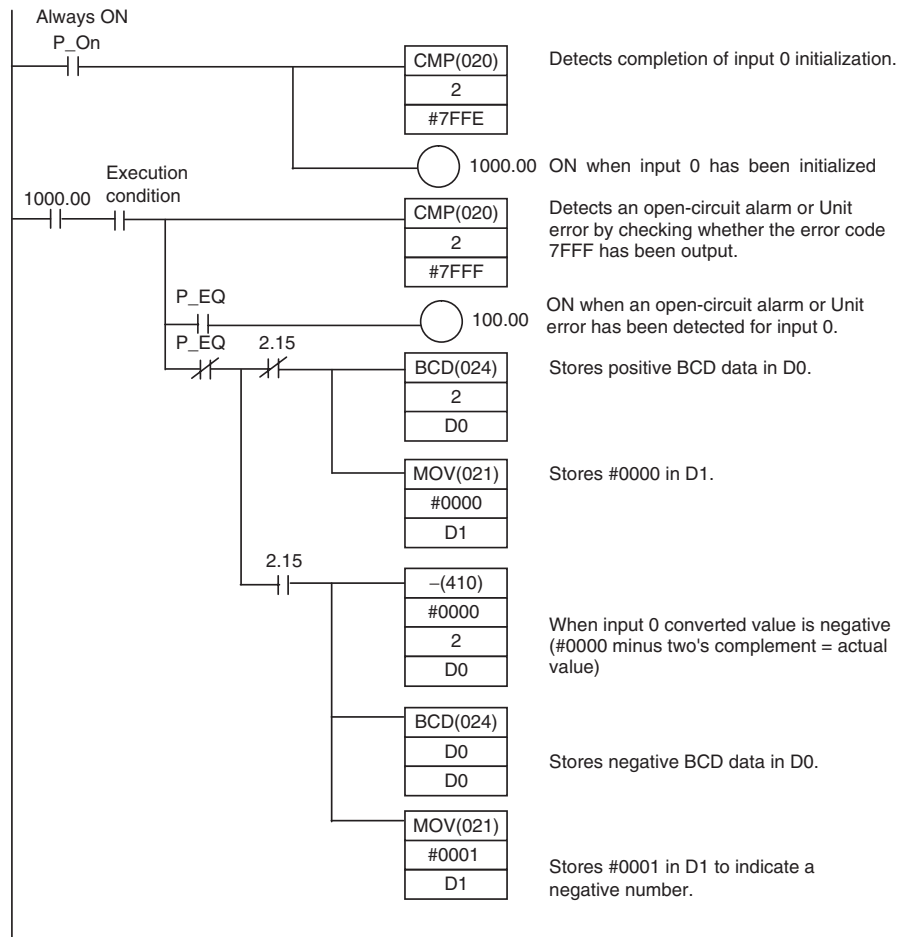 Always ON
P_On
CMP(020)
2
#7FFE
Detects completion of input 0 initialization.
1000.00
ON when input 0 has been initialized
1000.00
Execution
condition
CMP(020)
2
#7FFF
Detects an open-circuit alarm or Unit
error by checking whether the error code
7FFF has been output.
P_EQ
100.00
ON when an open-circuit alarm or Unit
error has been detected for input 0.
P_EQ
2.15
BCD(024)
2
D0
Stores positive BCD data in D0.
MOV(021)
#0000
D1
Stores #0000 in D1.
2.15
−(410)
#0000
2
D0
When input 0 converted value is negative
(#0000 minus two's complement = actual
value)
BCD(024)
D0
D0
Stores negative BCD data in D0.
MOV(021)
#0001
D1
Stores #0001 in D1 to indicate a
negative number.